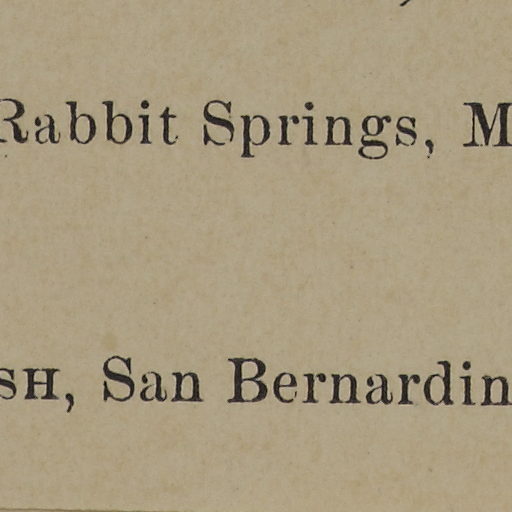 Rabbit Springs, M
SH, San Bernardin